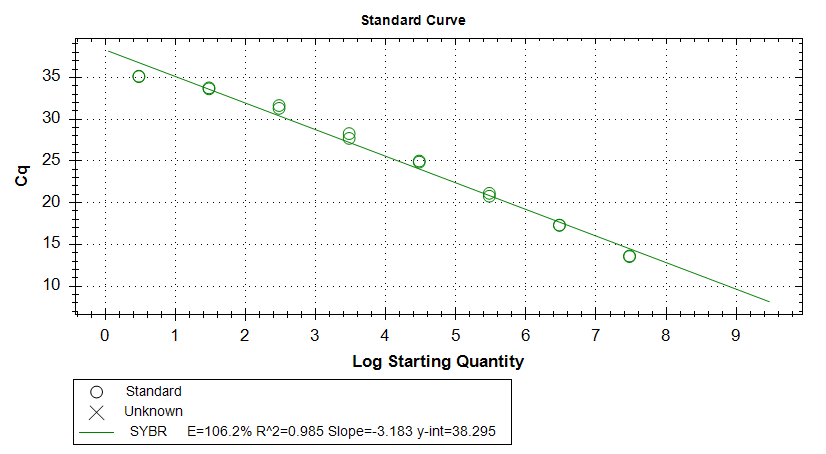 Standard Curve
35
30
25
20
15
10
Cq
0 1 2 3 4 5 6 7 8 9
Log Starting Quantity
Standard
Unknown
SYBR E=106.2% R^2=0.985 Slope=-3.183 y-int=38.295